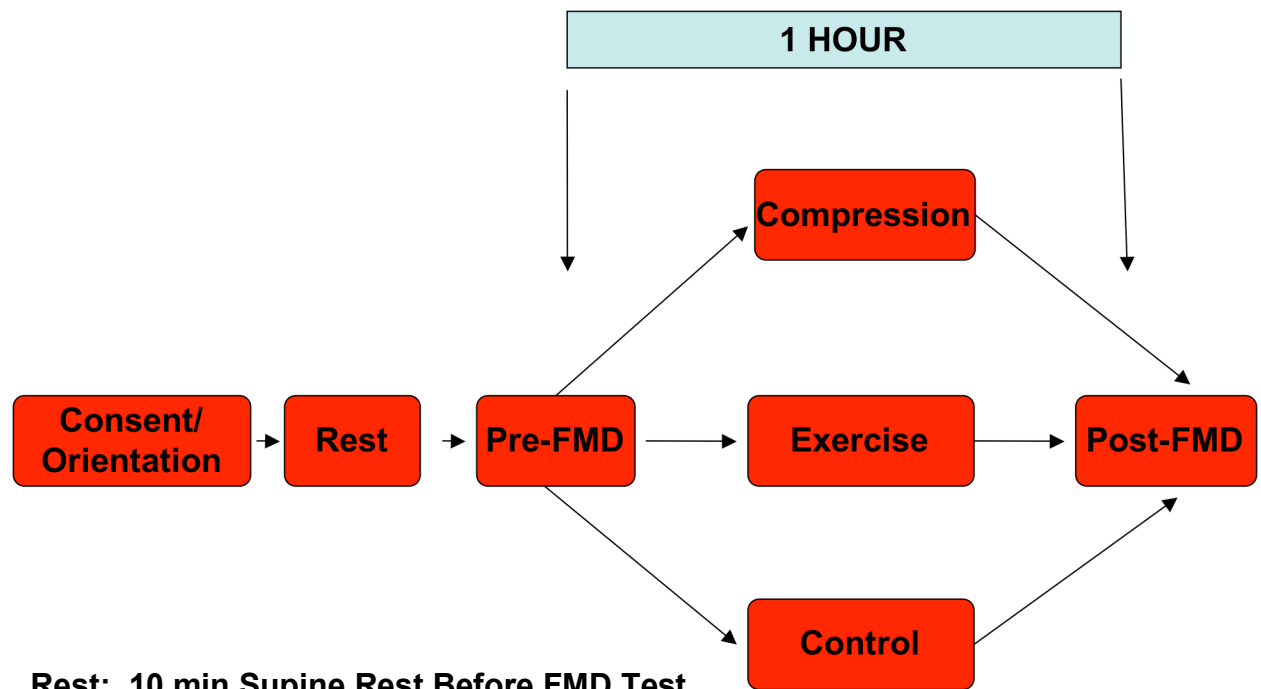 1 HOUR
Compression
Consent/
Orientation
Rest
Pre-FMD
Exercise
Post-FMD
Control
Rest: 10 min Supine Rest Before FMD Test